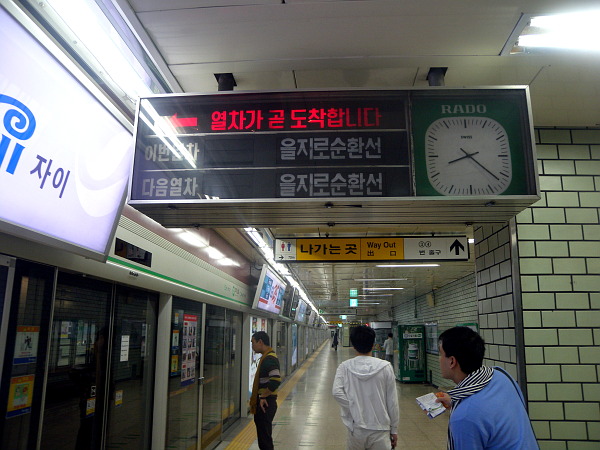 열차가 곧 도착합니다
이번열차 을지로순환선
다음열차 을지로순환선
RADO
SWISS
자이
나가는 곳
Way Out
出口